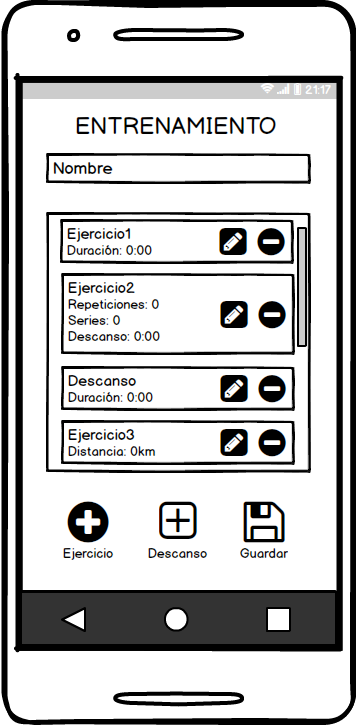 21:17
ENTRENAMIENTO
Nombre
Ejercicio1
Duración: 0:00
Ejercicio2
Repeticiones: 0
Series: 0
Descanso: 0:00
Descanso
Duración: 0:00
Ejercicio3
Distancia: 0km
Ejercicio Descanso Guardar